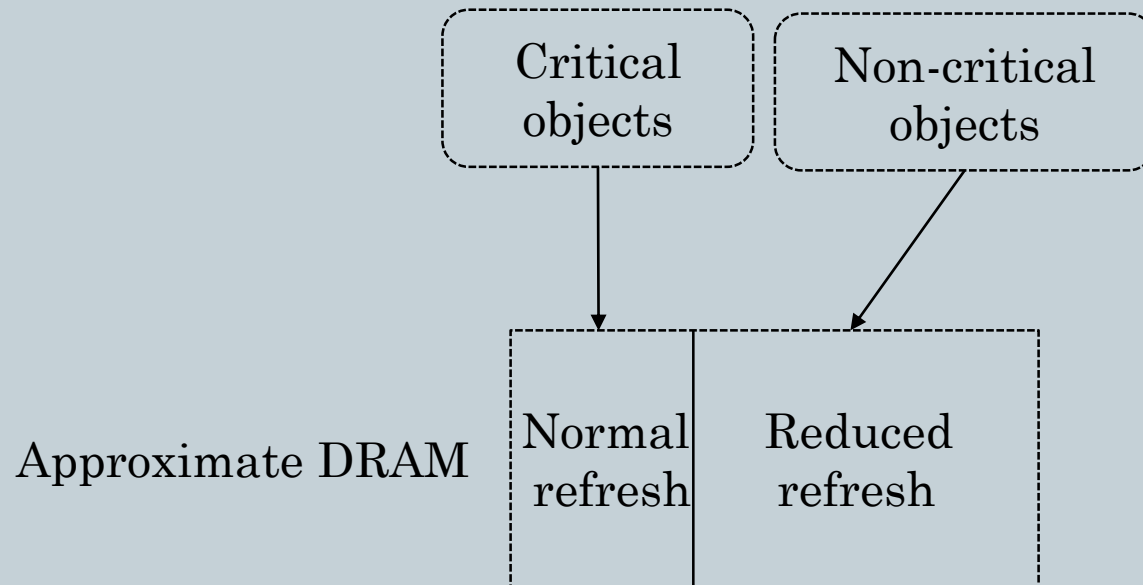 Critical
objects
Non-critical
objects
Approximate DRAM
Normal
refresh
Reduced
refresh